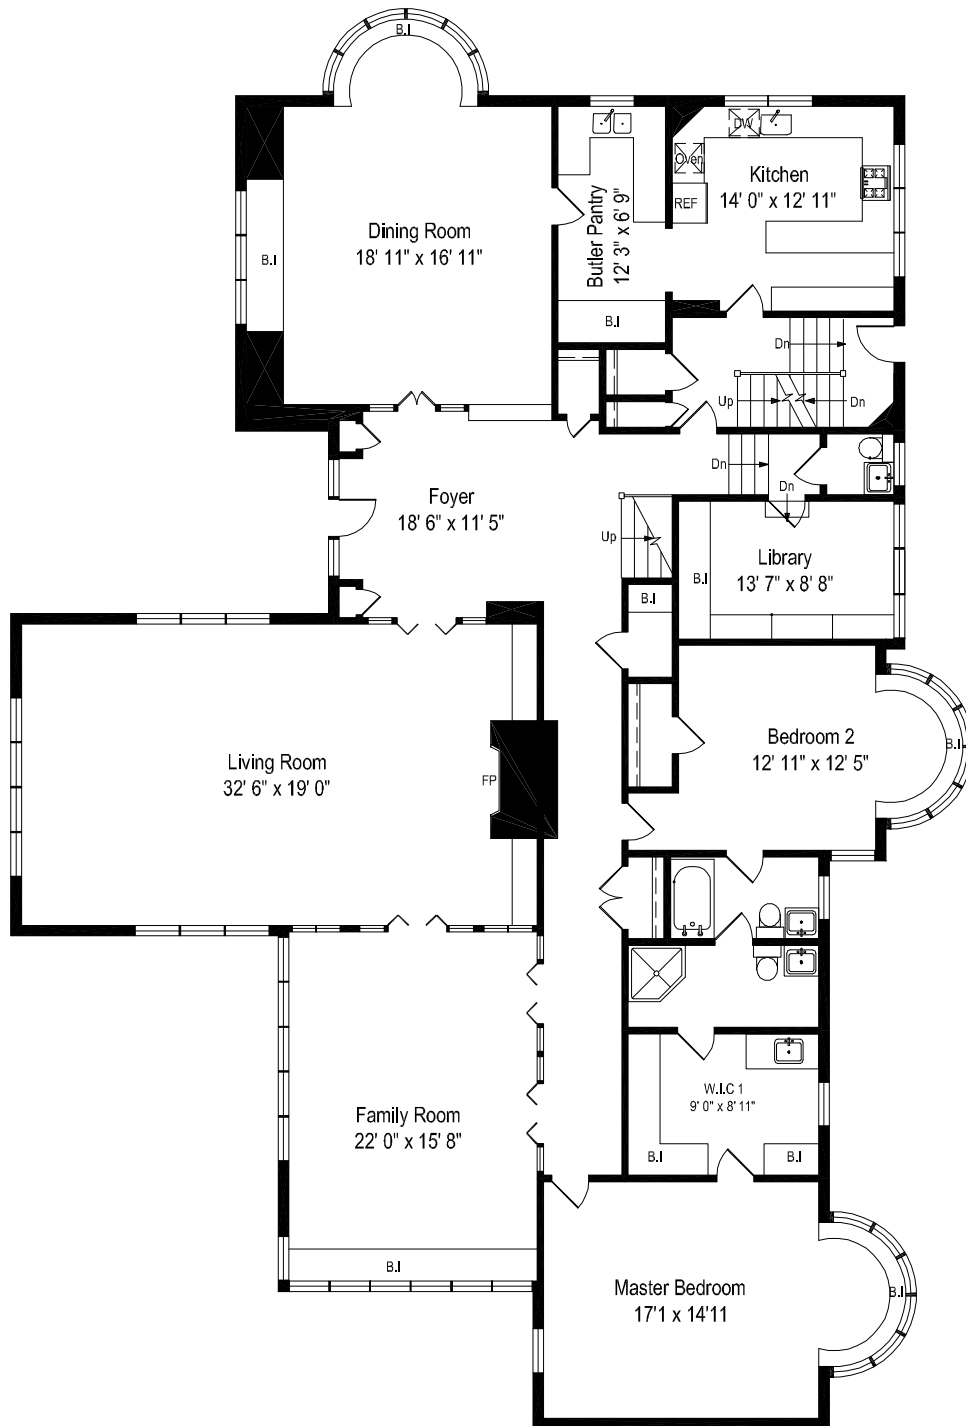 B.I
DW
Oven
Kitchen
14' 0" x 12' 11"
REF
Butler Pantry
12' 3" x 6' 9"
Dining Room
18' 11" x 16' 11"
B.I
B.I
Dn
Up
Dn
Dn
Dn
Foyer
18' 6" x 11' 5"
Up
Library
13' 7" x 8' 8"
B.I
B.I
Living Room
32' 6" x 19' 0"
FP
Bedroom 2
12' 11" x 12' 5"
B.I
W.I.C 1
9' 0" x 8' 11"
B.I
B.I
Family Room
22' 0" x 15' 8"
B.I
Master Bedroom
17'1 x 14'11
B.I